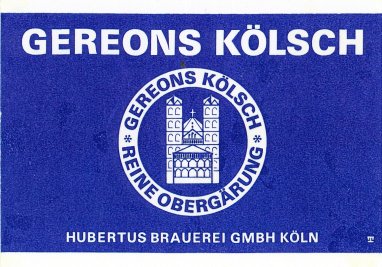 GEREONS KÖLSCH
GEREONS KÖLSCH
* REINE OBERGÄRUNG *
HUBERTUS BRAUEREI GMBH KÖLN